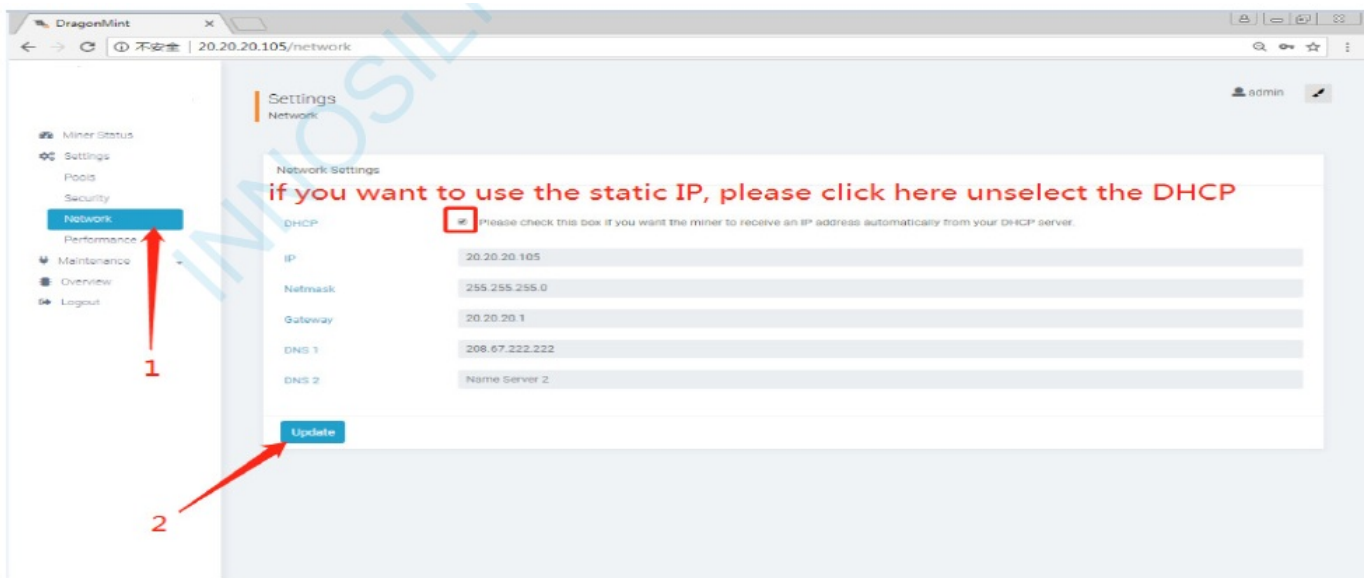 DragonMint
不安全 | 20.20.20.105/network
Settings
Network
admin
Miner Status
Settings
Pools
Security
Network
Performance
Maintenance
Overview
Logout
Network Settings
if you want to use the static IP, please click here unselect the DHCP
DHCP Please check this box if you want the miner to receive an IP address automatically from your DHCP server.
IP 20.20.20.105
Netmask 255.255.255.0
Gateway 20.20.20.1
DNS 1 208.67.222.222
DNS 2 Name Server 2
Update
1
2
INNOSIL